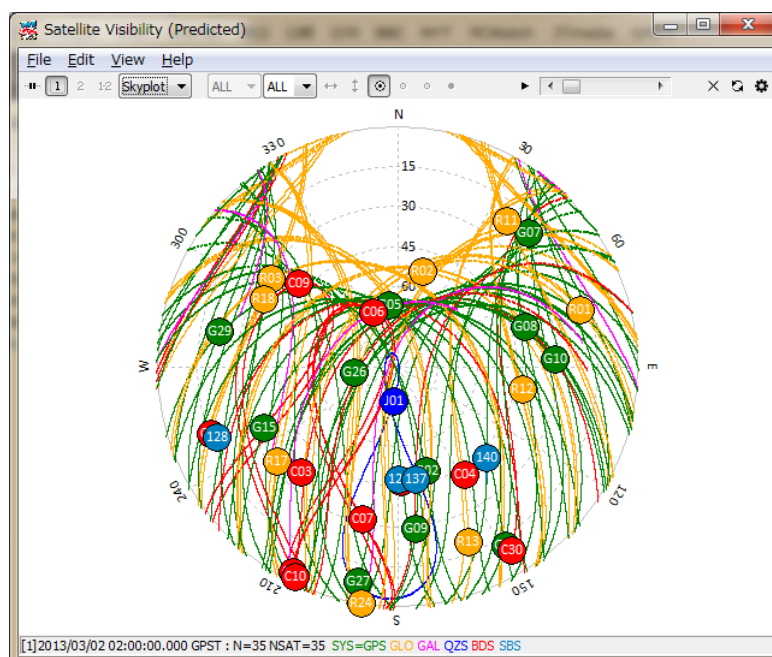 Satellite Visibility (Predicted)
File Edit View Help
1 2 1-2 Skyplot ALL ALL
N
330 30
15
30
R11
G07
300 60
45
R02
60
R03 C09
R18
C06 G05
R01
G29 G08
G10
W E
G26
R12
J01
G15
128
R17 C03
G02 C04 140
137
240 120
C07
G09
R13
C30
C10
G27
210 150
R24
S
[1]2013/03/02 02:00:00.000 GPST : N=35 NSAT=35 SYS=GPS GLO GAL QZS BDS SBS